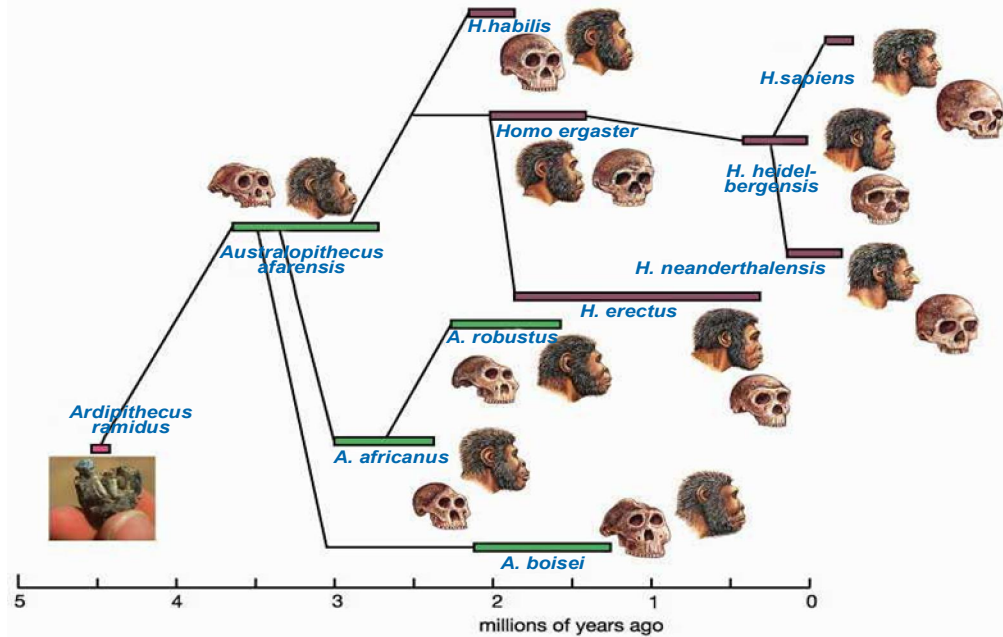 H.habilis
H.sapiens
Homo ergaster
H. heidel-
bergensis
Australopithecus
afarensis
H. neanderthalensis
H. erectus
A. robustus
Ardipithecus
ramidus
A. africanus
A. boisei
5 4 3 2 1 0
millions of years ago